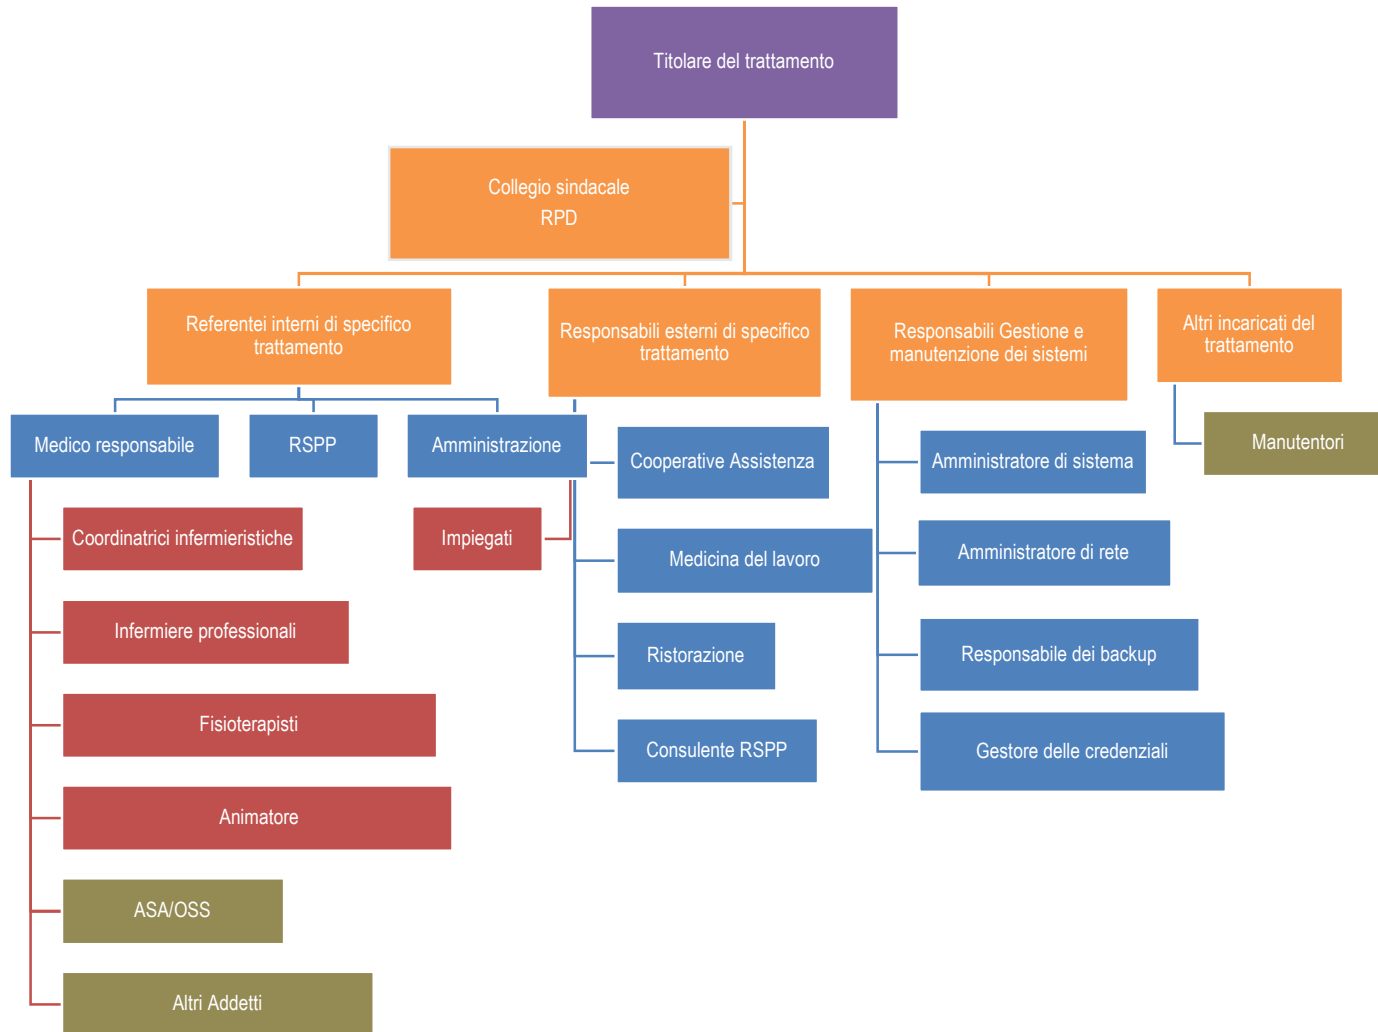 Titolare del trattamento
Collegio sindacale
RPD
Referentei interni di specifico
trattamento
Responsabili esterni di specifico
trattamento
Responsabili Gestione e
manutenzione dei sistemi
Altri incaricati del
trattamento
Medico responsabile
RSPP
Amministrazione
Cooperative Assistenza
Amministratore di sistema
Manutentori
Coordinatrici infermieristiche
Impiegati
Medicina del lavoro
Amministratore di rete
Infermiere professionali
Ristorazione
Responsabile dei backup
Fisioterapisti
Consulente RSPP
Gestore delle credenziali
Animatore
ASA/OSS
Altri Addetti